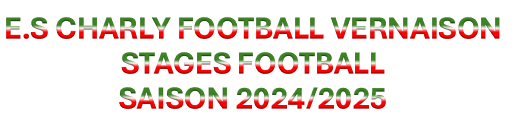 E.S CHARLY FOOTBALL VERNAISON
STAGES FOOTBALL
SAISON 2024/2025